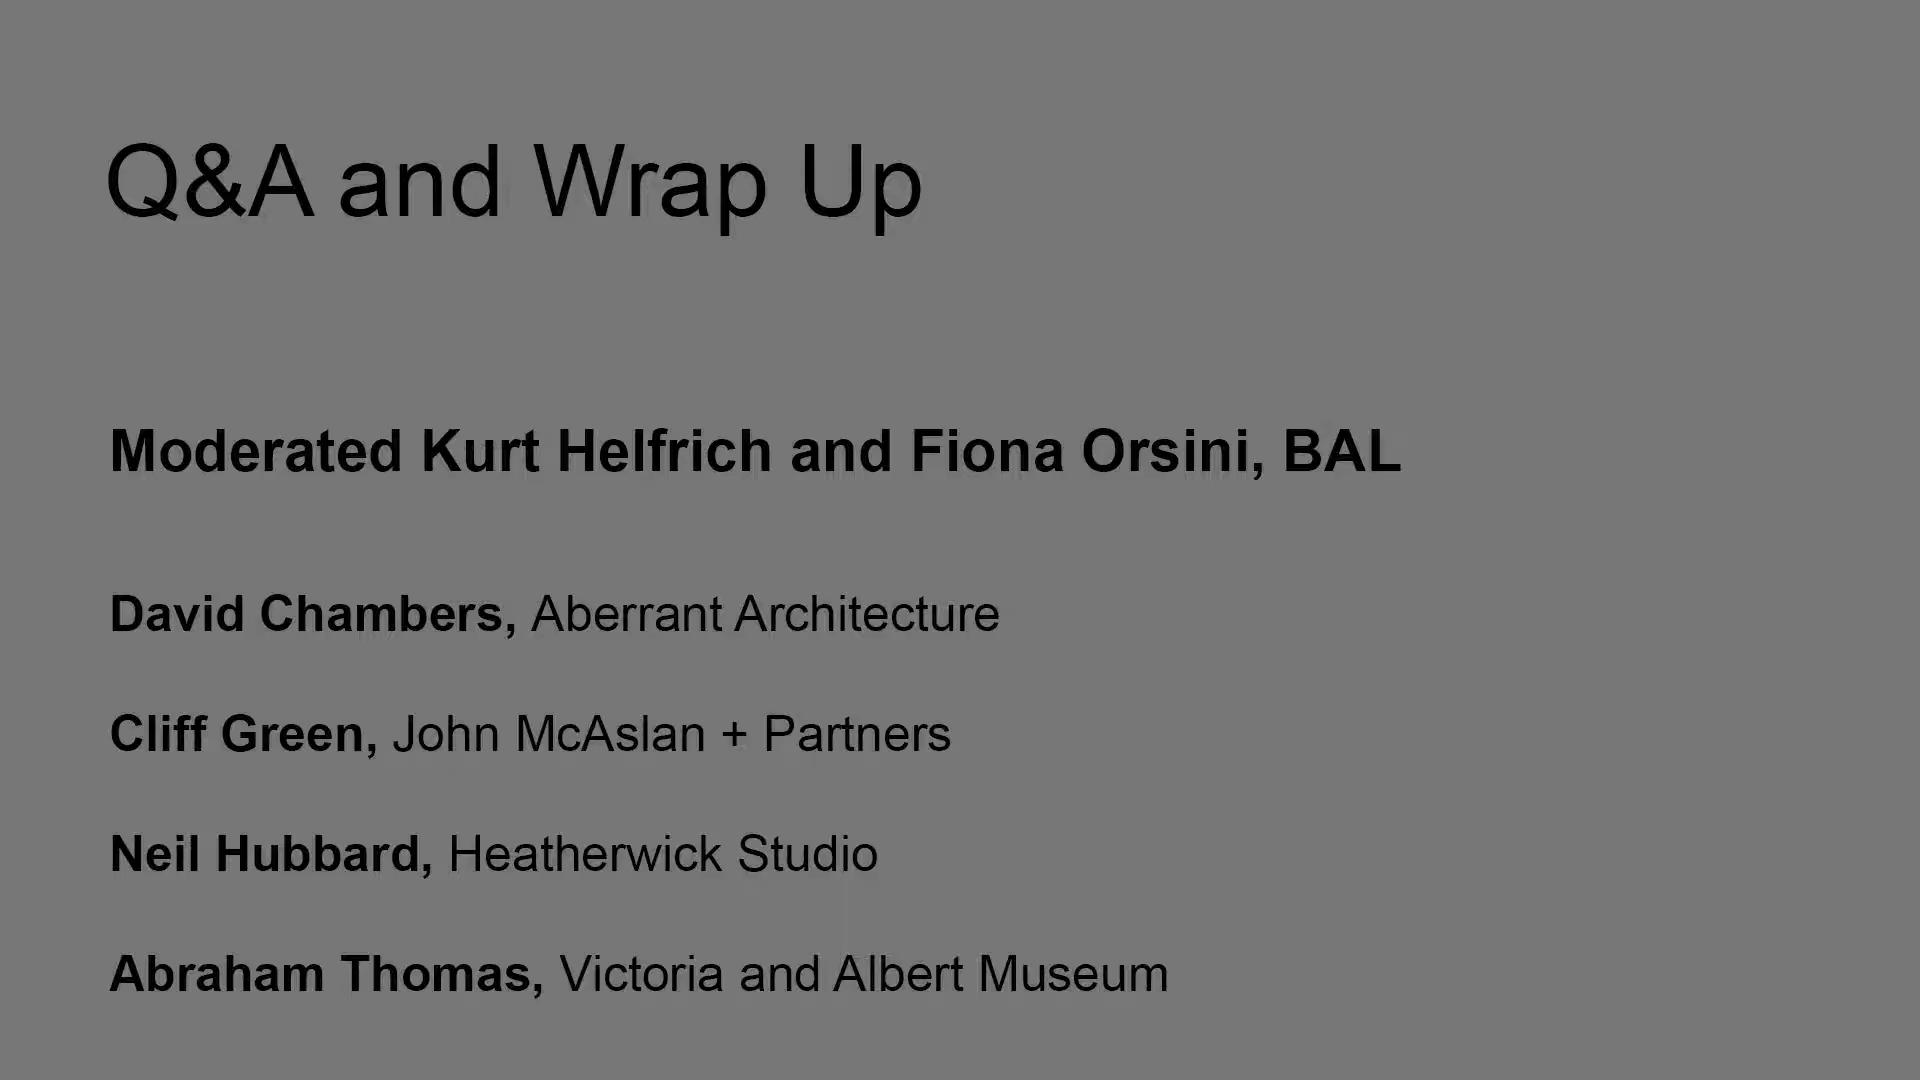 Q&A and Wrap Up
Moderated Kurt Helfrich and Fiona Orsini, BAL
David Chambers, Aberrant Architecture
Cliff Green, John McAslan + Partners
Neil Hubbard, Heatherwick Studio
Abraham Thomas, Victoria and Albert Museum